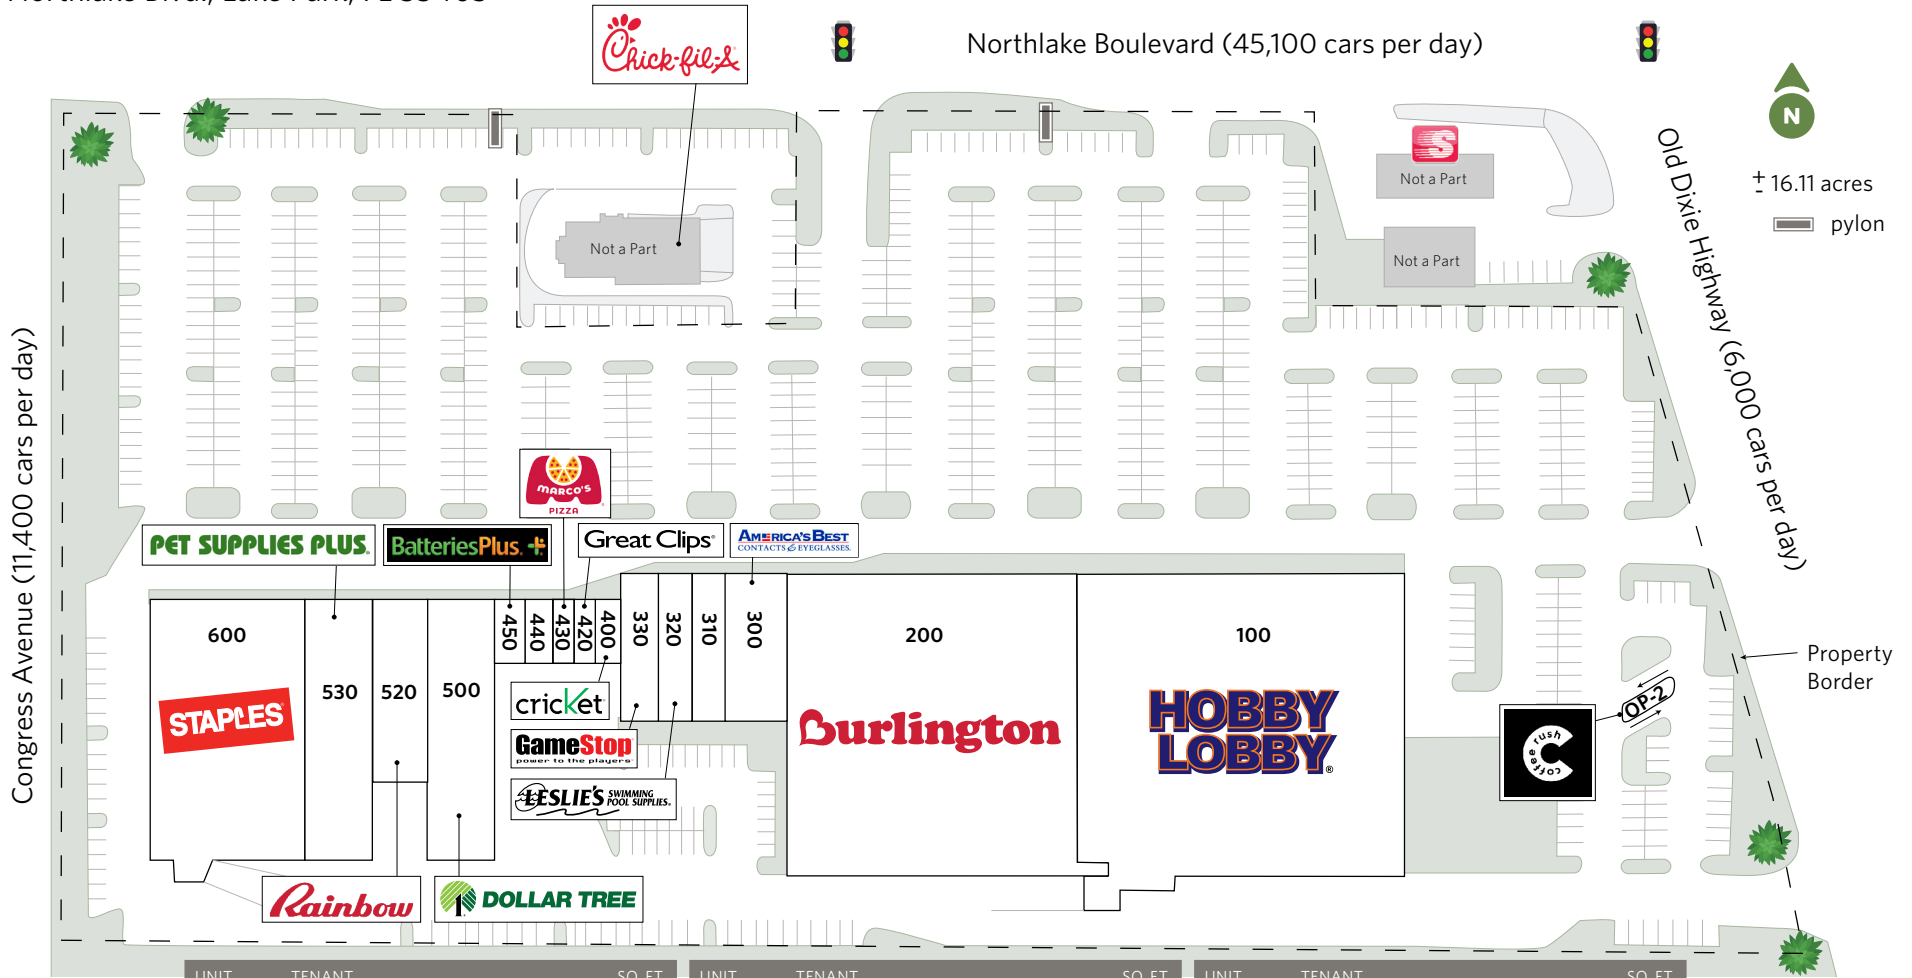 Chick-fil-A
Northlake Boulevard (45,100 cars per day)
N
± 16.11 acres
pylon
S
Not a Part
Not a Part
Not a Part
Old Dixie Highway (6,000 cars per day)
Congress Avenue (11,400 cars per day)
MARCO'S
PIZZA
PET SUPPLIES PLUS.
BatteriesPlus.
Great Clips®
AMERICA'S BEST
CONTACTS & EYEGLASSES.
600
530
520
500
450
440
430
420
400
330
320
310
300
200
100
STAPLES
cricket
GameStop
power to the players
LESLIE'S SWIMMING
POOL SUPPLIES.
Burlington
HOBBY
LOBBY®
OP-2
coffee rush
Property
Border
Rainbow
DOLLAR TREE
UNIT TENANT SQ. FT. UNIT TENANT SQ. FT. UNIT TENANT SQ. FT.